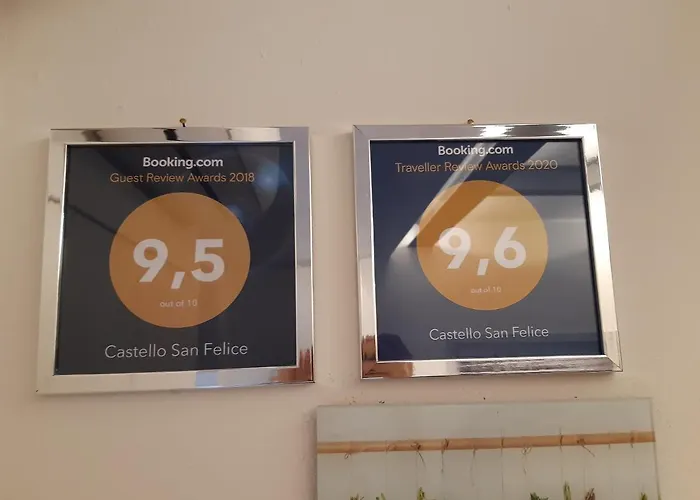 Booking.com
Guest Review Awards 2018
9,5
out of 10
Castello San Felice
Booking.com
Traveller Review Awards 2020
9,6
out of 10
Castello San Felice